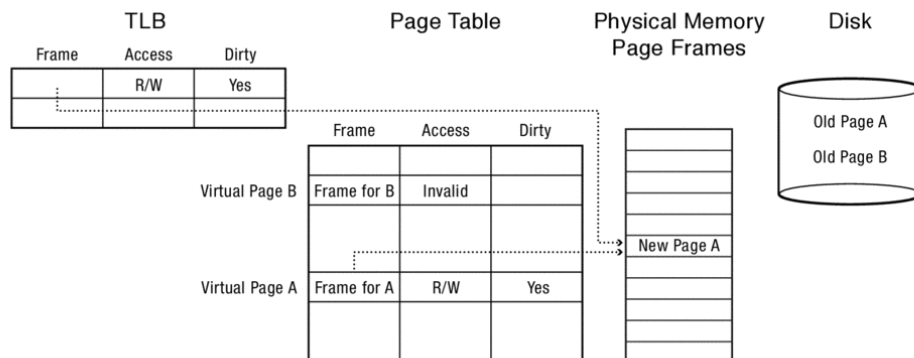 TLB
Page Table
Physical Memory
Page Frames
Disk
Frame Access Dirty
R/W Yes
Frame Access Dirty
Virtual Page B Frame for B Invalid
Virtual Page A Frame for A R/W Yes
New Page A
Old Page A
Old Page B